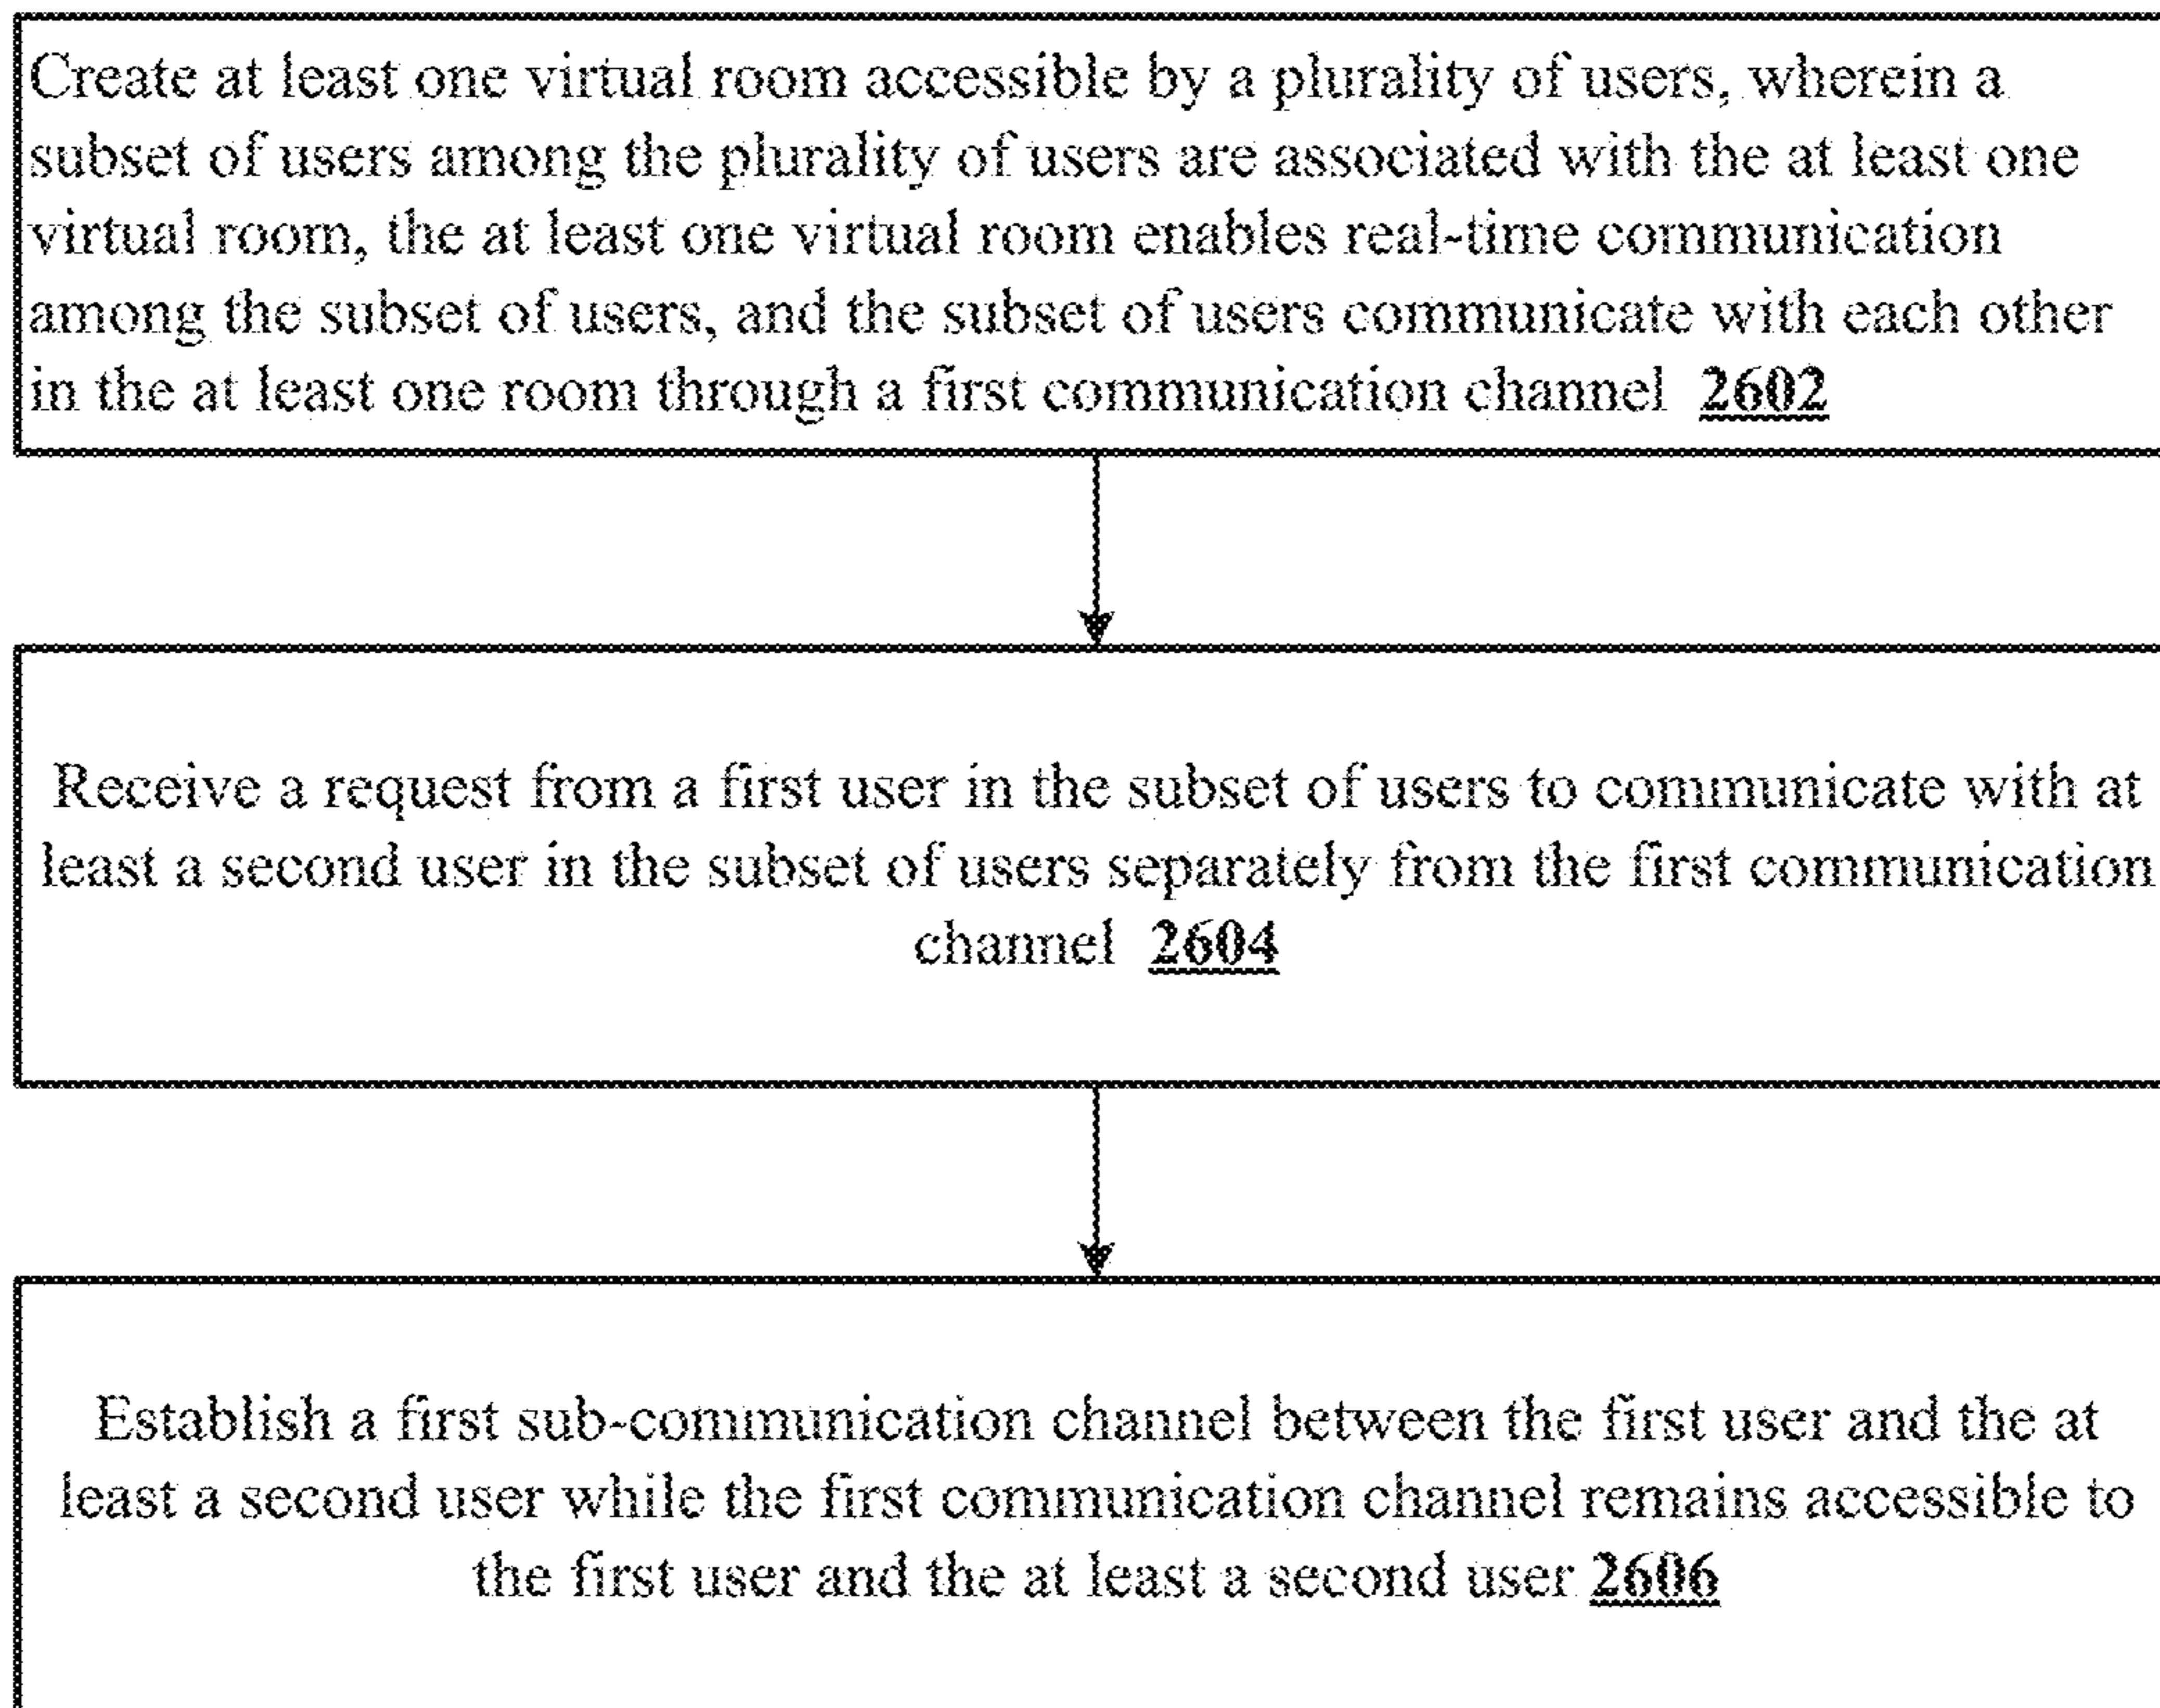 Create at least one virtual room accessible by a plurality of users, wherein a
subset of users among the plurality of users are associated with the at least one
virtual room, the at least one virtual room enables real-time communication
among the subset of users, and the subset of users communicate with each other
in the at least one room through a first communication channel 2602
Receive a request from a first user in the subset of users to communicate with at
least a second user in the subset of users separately from the first communication
channel 2604
Establish a first sub-communication channel between the first user and the at
least a second user while the first communication channel remains accessible to
the first user and the at least a second user 2606